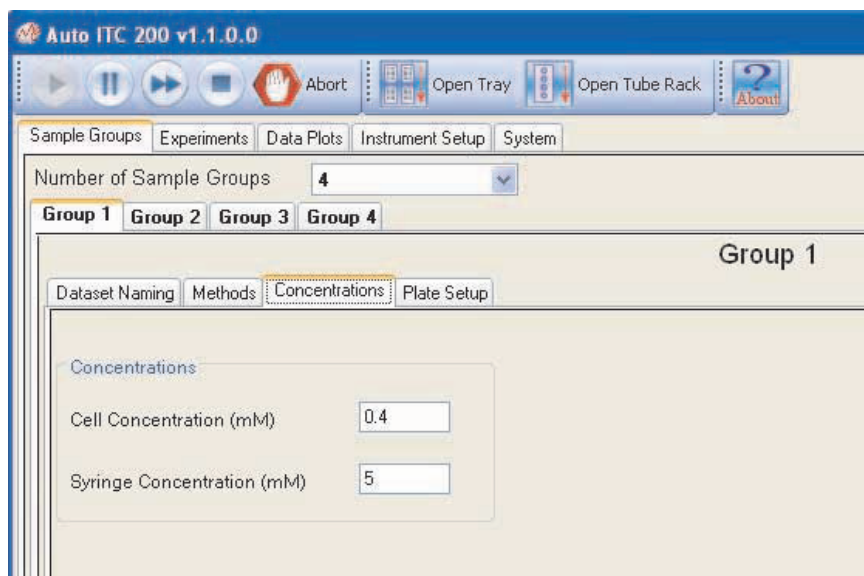 Auto ITC 200 v1.1.0.0
Abort Open Tray Open Tube Rack ? About
Sample Groups Experiments Data Plots Instrument Setup System
Number of Sample Groups 4
Group 1 Group 2 Group 3 Group 4
Group 1
Dataset Naming Methods Concentrations Plate Setup
Concentrations
Cell Concentration (mM) 0.4
Syringe Concentration (mM) 5